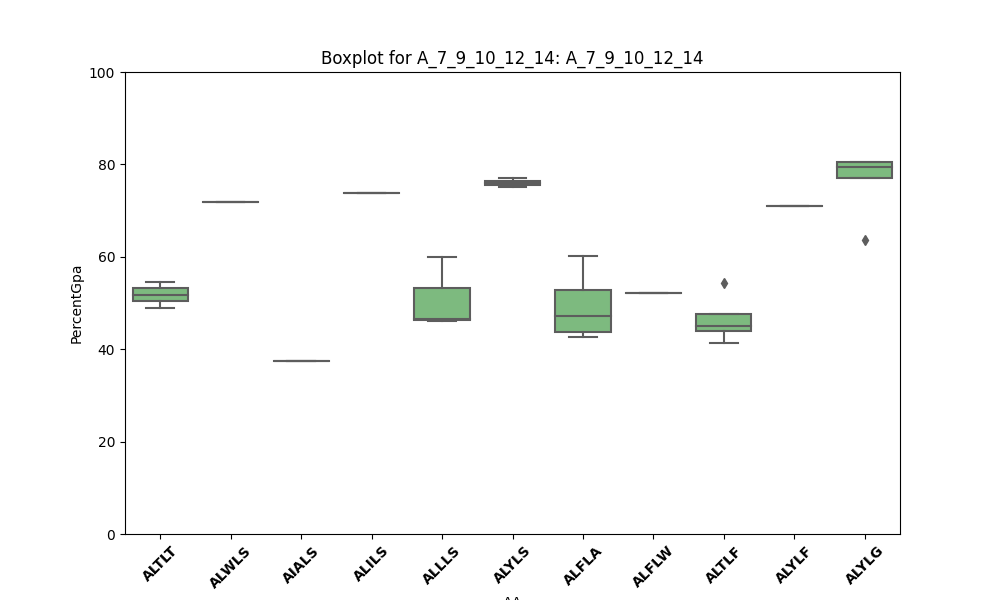 Boxplot for A_7_9_10_12_14: A_7_9_10_12_14
PercentGpa
100
80
60
40
20
0
ALTLT
ALWLS
AIALS
ALILS
ALLLS
ALYLS
ALFLA
ALFLW
ALTLF
ALYLF
ALYLG